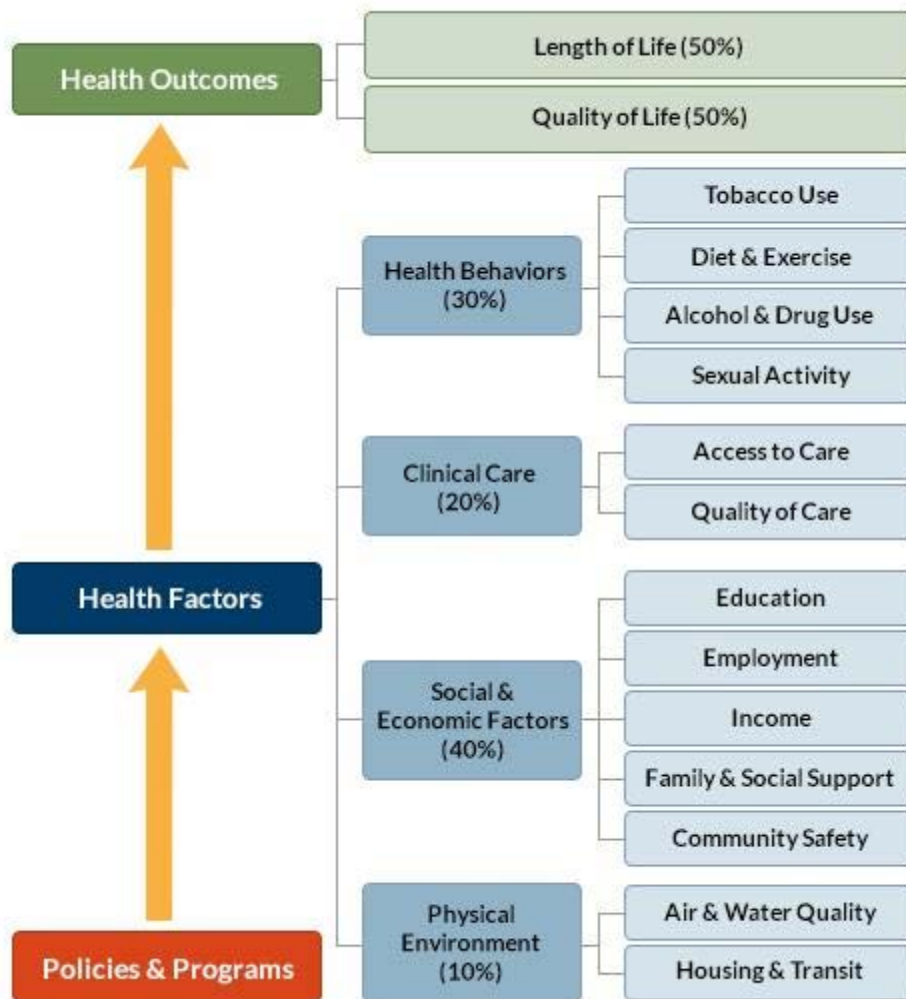 Health Outcomes
Length of Life (50%)
Quality of Life (50%)
Health Factors
Health Behaviors
(30%)
Tobacco Use
Diet & Exercise
Alcohol & Drug Use
Sexual Activity
Clinical Care
(20%)
Access to Care
Quality of Care
Social &
Economic Factors
(40%)
Education
Employment
Income
Family & Social Support
Community Safety
Physical
Environment
(10%)
Air & Water Quality
Housing & Transit
Policies & Programs